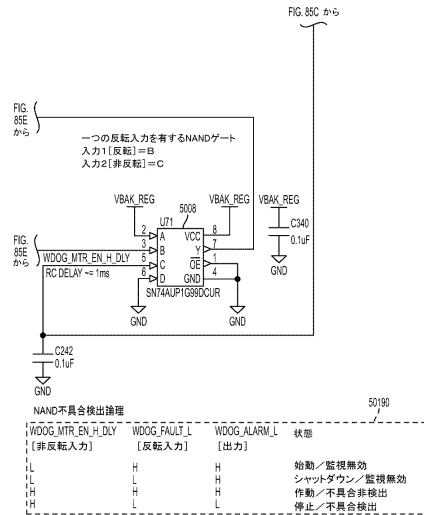 FIG. 85C から
FIG.
85E
から
一つの反転入力を有するNANDゲート
入力1[反転]=B
入力2[非反転]=C
VBAK_REG
U71
5008
VBAK_REG
VBAK_REG
2 A VCC 8
3 B Y 7
5 C OE 1
6 D GND 4
C340
0.1uF
GND
FIG.
85E
から
WDOG_MTR_EN_H_DLY
RC DELAY ~= 1ms
SN74AUP1G99DCUR
GND
GND
C242
0.1uF
GND
NAND不具合検出論理
50190
WDOG_MTR_EN_H_DLY WDOG_FAULT_L WDOG_ALARM_L 状態
[非反転入力] [反転入力] [出力]
L H H 始動/監視無効
L L H シャットダウン/監視無効
H H H 作動/不具合非検出
H L L 停止/不具合検出